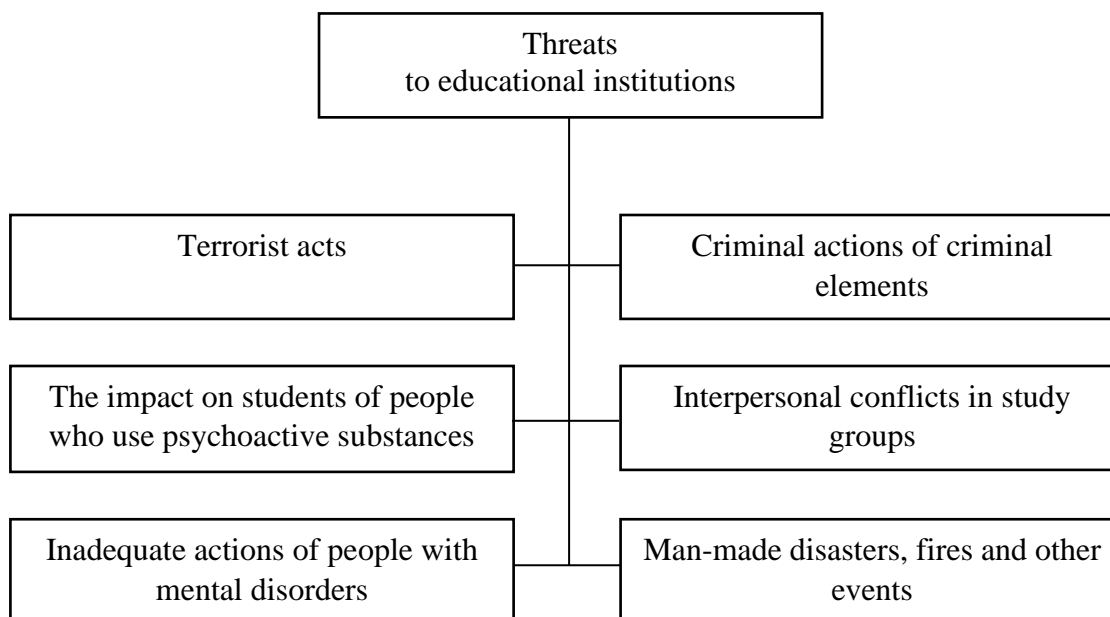 Threats
to educational institutions
Terrorist acts
Criminal actions of criminal
elements
The impact on students of people
who use psychoactive substances
Interpersonal conflicts in study
groups
Inadequate actions of people with
mental disorders
Man-made disasters, fires and other
events